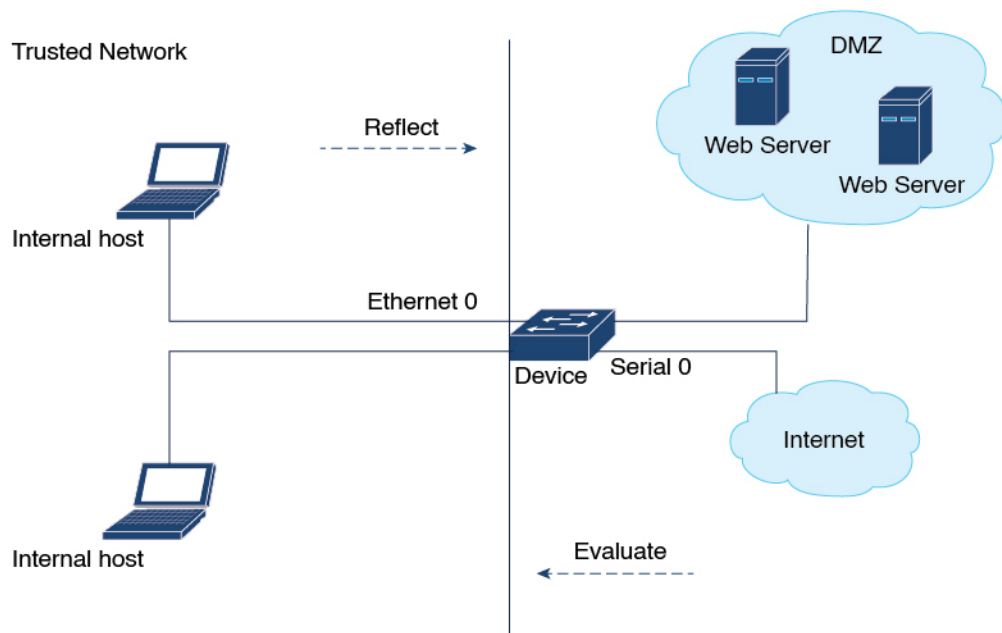 Trusted Network
DMZ
Reflect
Web Server
Web Server
Internal host
Ethernet 0
Device
Serial 0
Internet
Internal host
Evaluate